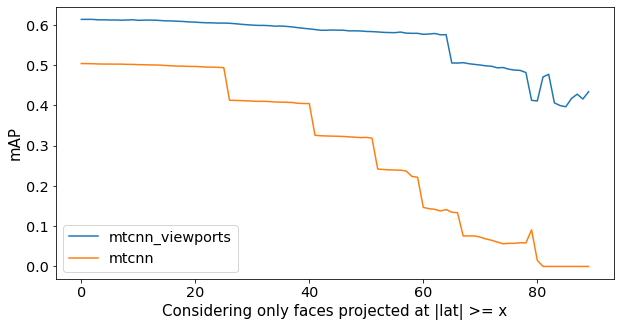 0.6
0.5
0.4
0.3
0.2
0.1
0.0
mAP
mtcnn_viewports
mtcnn
0 20 40 60 80
Considering only faces projected at |lat| >= x